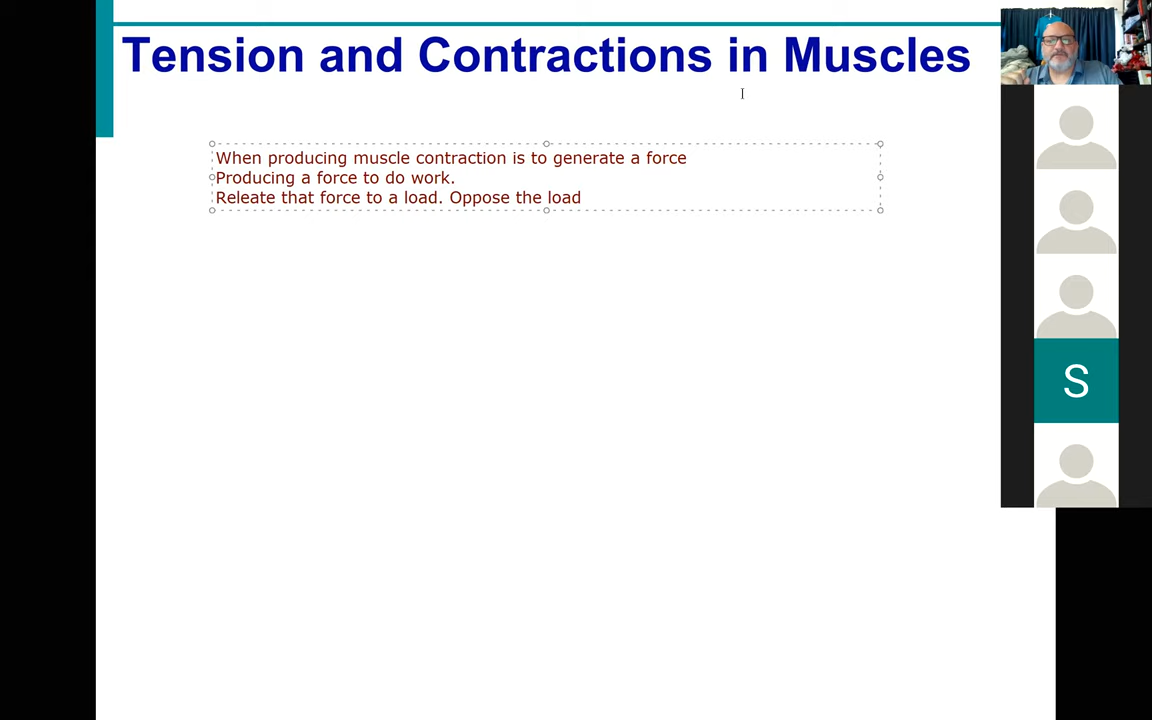 Tension and Contractions in Muscles
When producing muscle contraction is to generate a force
Producing a force to do work.
Releate that force to a load. Oppose the load
S